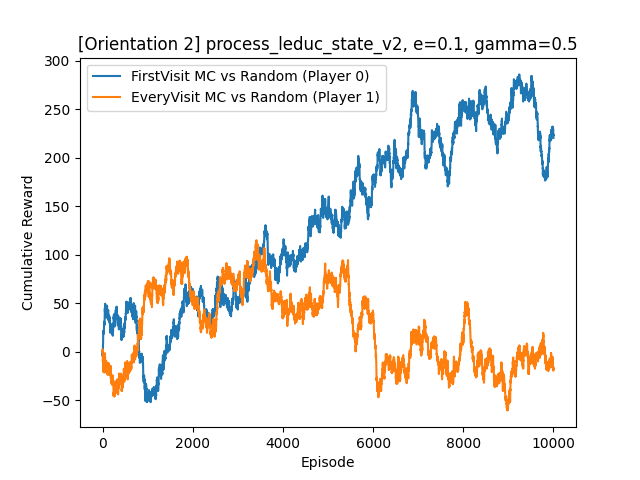 [Orientation 2] process_leduc_state_v2, e=0.1, gamma=0.5
FirstVisit MC vs Random (Player 0)
EveryVisit MC vs Random (Player 1)
Cumulative Reward
300
250
200
150
100
50
0
−50
0
2000
4000
6000
8000
10000
Episode